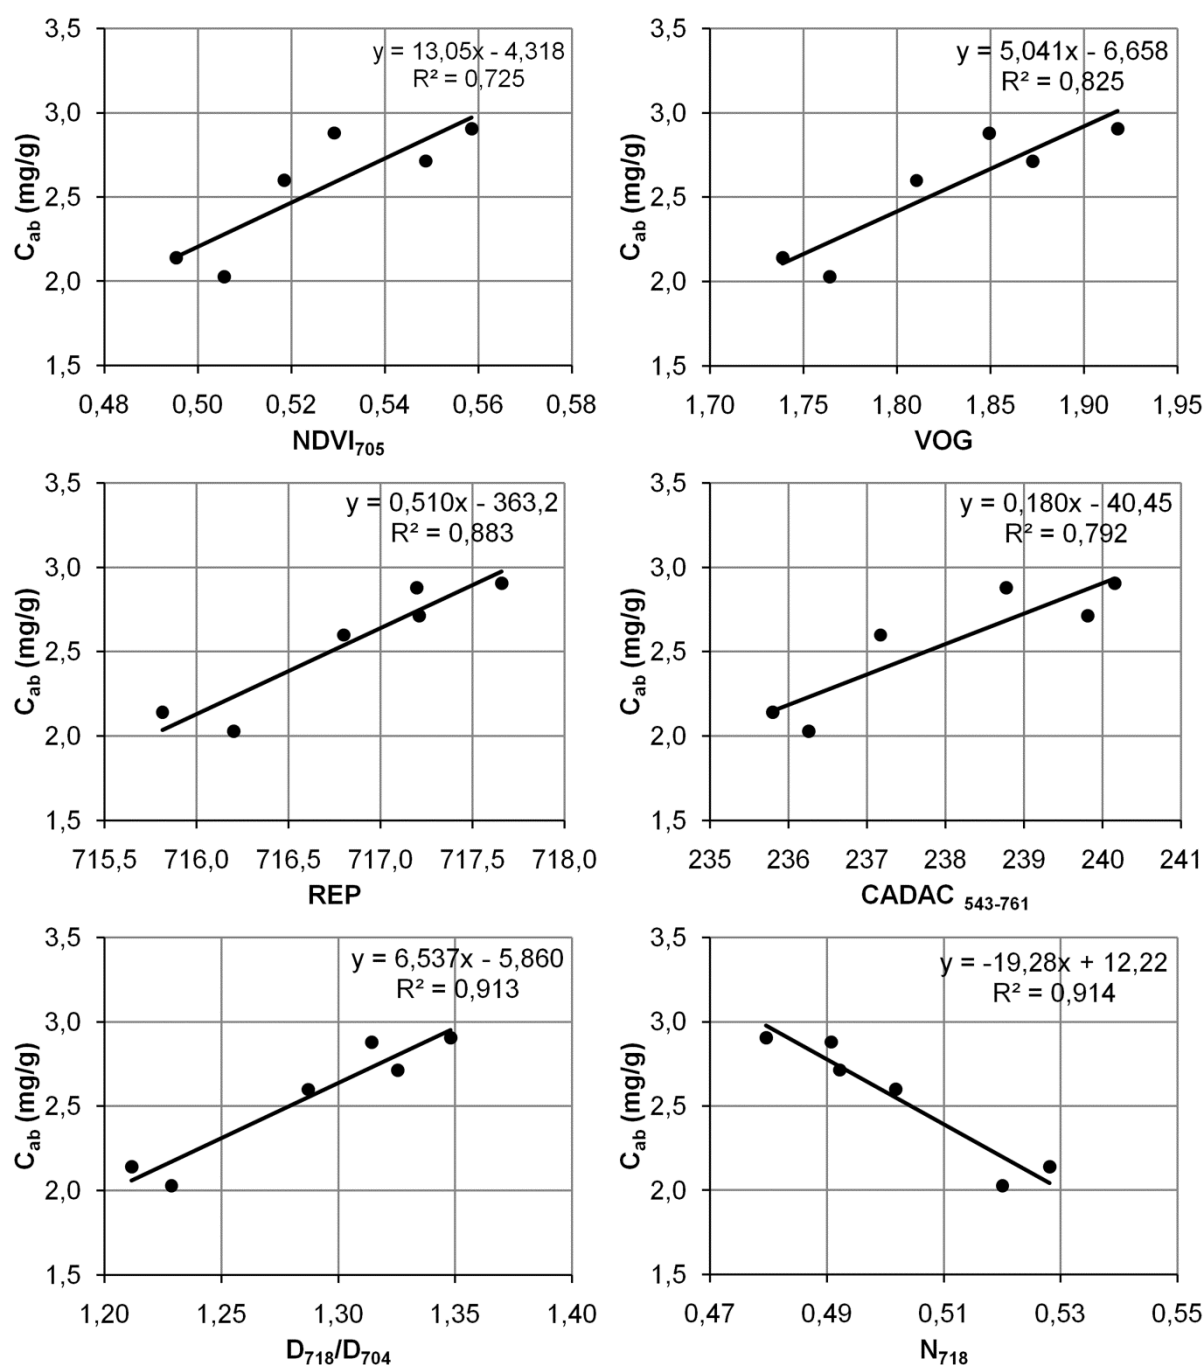 3,5
3,0
2,5
2,0
1,5
C_ab (mg/g)
y = 13,05x - 4,318
R² = 0,725
0,48 0,50 0,52 0,54 0,56 0,58
NDVI₇₀₅
3,5
3,0
2,5
2,0
1,5
C_ab (mg/g)
y = 5,041x - 6,658
R² = 0,825
1,70 1,75 1,80 1,85 1,90 1,95
VOG
3,5
3,0
2,5
2,0
1,5
C_ab (mg/g)
y = 0,510x - 363,2
R² = 0,883
715,5 716,0 716,5 717,0 717,5 718,0
REP
3,5
3,0
2,5
2,0
1,5
C_ab (mg/g)
y = 0,180x - 40,45
R² = 0,792
235 236 237 238 239 240 241
CADAC ₅₄₃₋₇₆₁
3,5
3,0
2,5
2,0
1,5
C_ab (mg/g)
y = 6,537x - 5,860
R² = 0,913
1,20 1,25 1,30 1,35 1,40
D₇₁₈/D₇₀₄
3,5
3,0
2,5
2,0
1,5
C_ab (mg/g)
y = -19,28x + 12,22
R² = 0,914
0,47 0,49 0,51 0,53 0,55
N₇₁₈